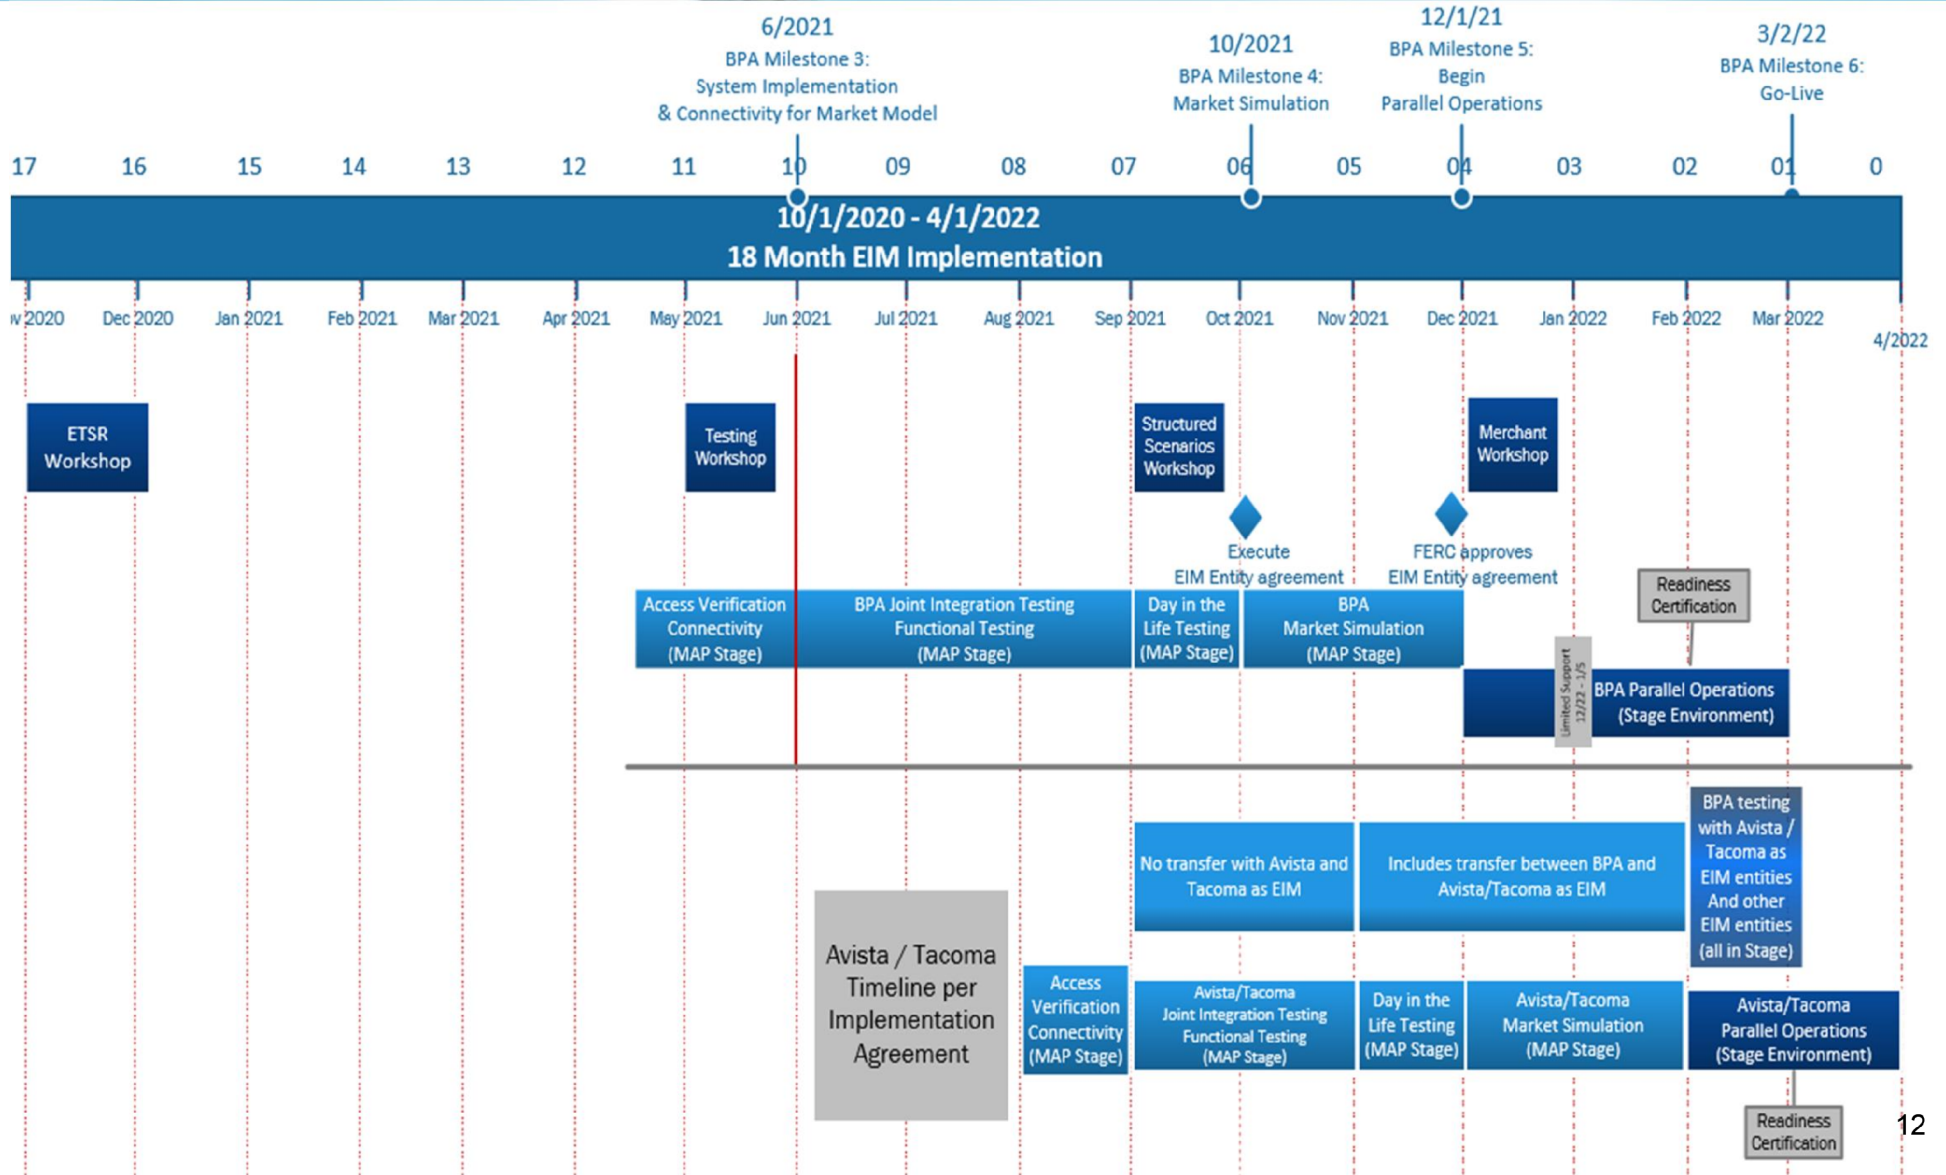 6/2021
BPA Milestone 3:
System Implementation
& Connectivity for Market Model
10/2021
BPA Milestone 4:
Market Simulation
12/1/21
BPA Milestone 5:
Begin
Parallel Operations
3/2/22
BPA Milestone 6:
Go-Live
17 16 15 14 13 12 11 10 09 08 07 06 05 04 03 02 01 0
10/1/2020 - 4/1/2022
18 Month EIM Implementation
ov 2020 Dec 2020 Jan 2021 Feb 2021 Mar 2021 Apr 2021 May 2021 Jun 2021 Jul 2021 Aug 2021 Sep 2021 Oct 2021 Nov 2021 Dec 2021 Jan 2022 Feb 2022 Mar 2022
4/2022
ETSR
Workshop
Testing
Workshop
Structured
Scenarios
Workshop
Merchant
Workshop
Execute
EIM Entity agreement
FERC approves
EIM Entity agreement
Readiness
Certification
Access Verification
Connectivity
(MAP Stage)
BPA Joint Integration Testing
Functional Testing
(MAP Stage)
Day in the
Life Testing
(MAP Stage)
BPA
Market Simulation
(MAP Stage)
Limited Support
12/22 - 1/5
BPA Parallel Operations
(Stage Environment)
No transfer with Avista and
Tacoma as EIM
Includes transfer between BPA and
Avista/Tacoma as EIM
BPA testing
with Avista /
Tacoma as
EIM entities
And other
EIM entities
(all in Stage)
Avista / Tacoma
Timeline per
Implementation
Agreement
Access
Verification
Connectivity
(MAP Stage)
Avista/Tacoma
Joint Integration Testing
Functional Testing
(MAP Stage)
Day in the
Life Testing
(MAP Stage)
Avista/Tacoma
Market Simulation
(MAP Stage)
Avista/Tacoma
Parallel Operations
(Stage Environment)
Readiness
Certification
12